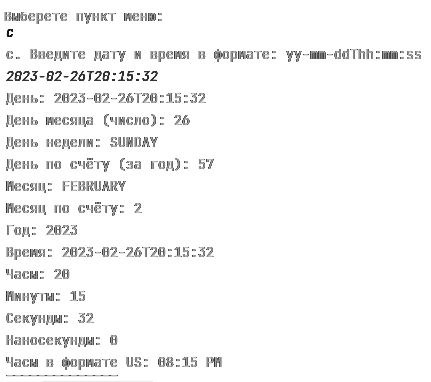 Выберете пункт меню:
c
c. Введите дату и время в формате: yy-mm-ddThh:mm:ss
2023-02-26T20:15:32
День: 2023-02-26T20:15:32
День месяца (число): 26
День недели: SUNDAY
День по счёту (за год): 57
Месяц: FEBRUARY
Месяц по счёту: 2
Год: 2023
Время: 2023-02-26T20:15:32
Часы: 20
Минуты: 15
Секунды: 32
Наносекунды: 0
Часы в формате US: 08:15 PM
--------------